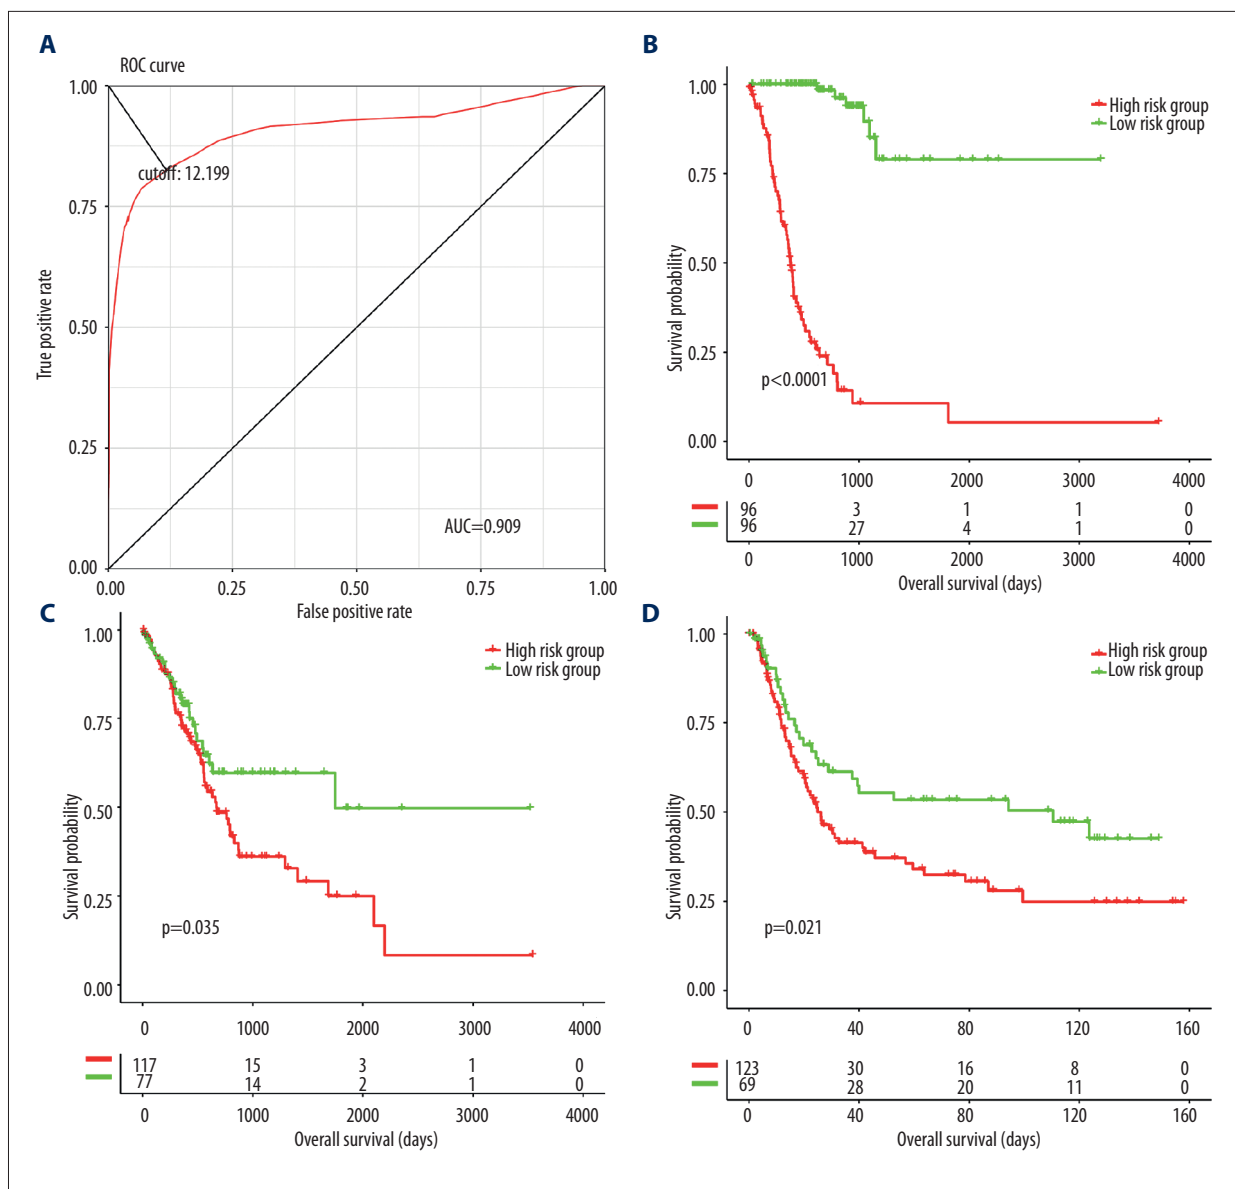 A
ROC curve
1.00
0.75
0.50
0.25
0.00
True positive rate
cutoff: 12.199
AUC=0.909
0.00 0.25 0.50 0.75 1.00
False positive rate
B
1.00
0.75
0.50
0.25
0.00
Survival probability
High risk group
Low risk group
p<0.0001
0 1000 2000 3000 4000
96 3 1 1 0
96 27 4 1 0
0 1000 2000 3000 4000
Overall survival (days)
C
1.00
0.75
0.50
0.25
0.00
Survival probability
High risk group
Low risk group
p=0.035
0 1000 2000 3000 4000
117 15 3 1 0
77 14 2 1 0
0 1000 2000 3000 4000
Overall survival (days)
D
1.00
0.75
0.50
0.25
0.00
Survival probability
High risk group
Low risk group
p=0.021
0 40 80 120 160
123 30 16 8 0
69 28 20 11 0
0 40 80 120 160
Overall survival (days)